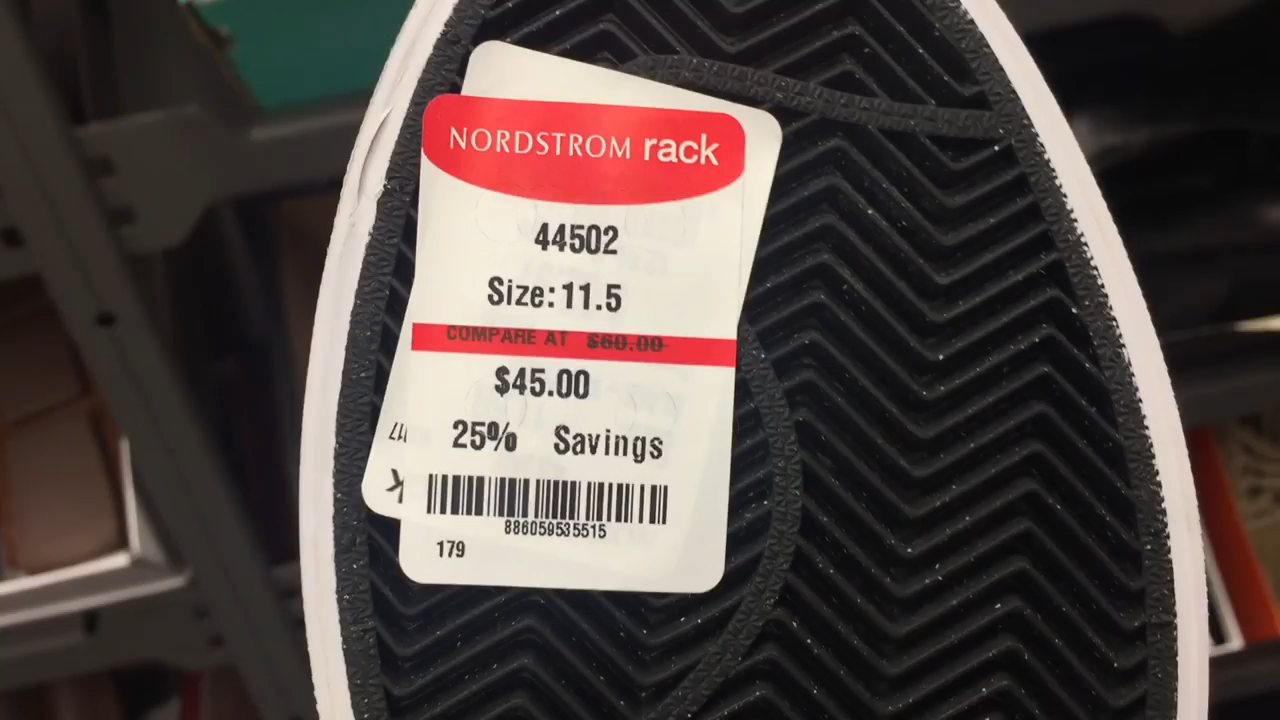 NORDSTROM rack
44502
Size: 11.5
COMPARE AT $60.00
$45.00
25% Savings
886059535515
179